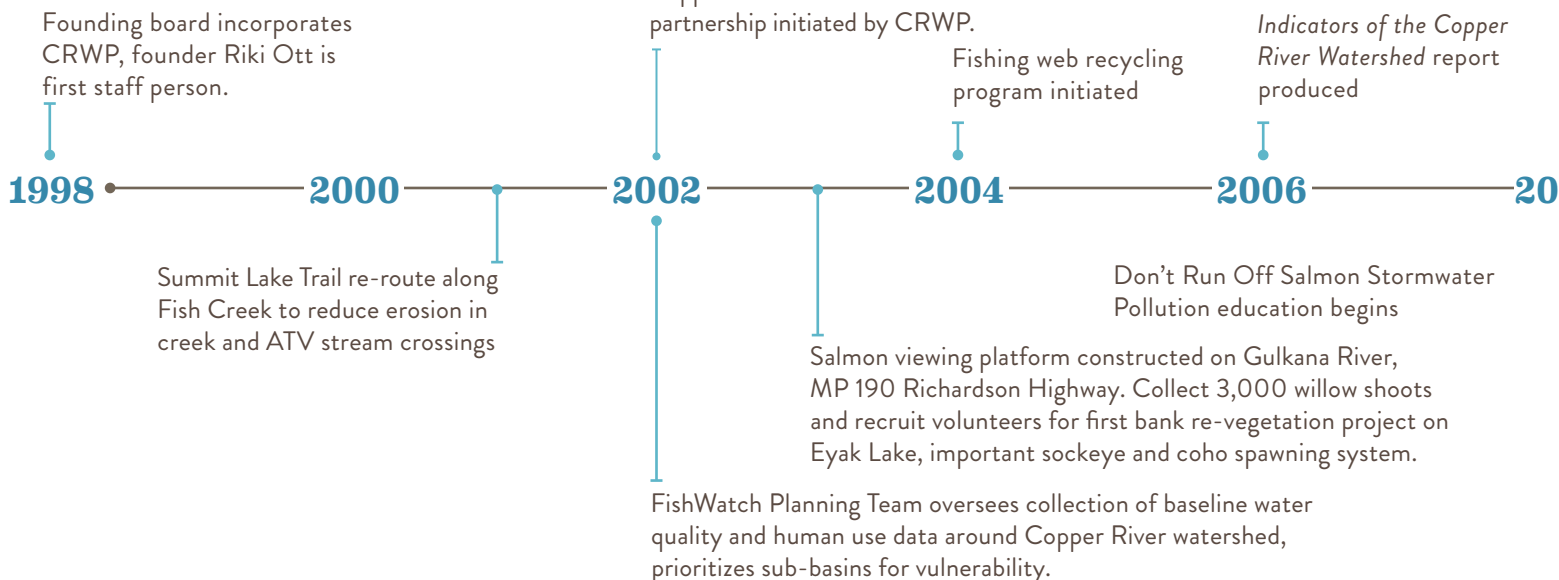 Founding board incorporates
CRWP, founder Riki Ott is
first staff person.
partnership initiated by CRWP.
Fishing web recycling
program initiated
Indicators of the Copper
River Watershed report
produced
1998
2000
2002
2004
2006
20
Summit Lake Trail re-route along
Fish Creek to reduce erosion in
creek and ATV stream crossings
Don’t Run Off Salmon Stormwater
Pollution education begins
Salmon viewing platform constructed on Gulkana River,
MP 190 Richardson Highway. Collect 3,000 willow shoots
and recruit volunteers for first bank re-vegetation project on
Eyak Lake, important sockeye and coho spawning system.
FishWatch Planning Team oversees collection of baseline water
quality and human use data around Copper River watershed,
prioritizes sub-basins for vulnerability.